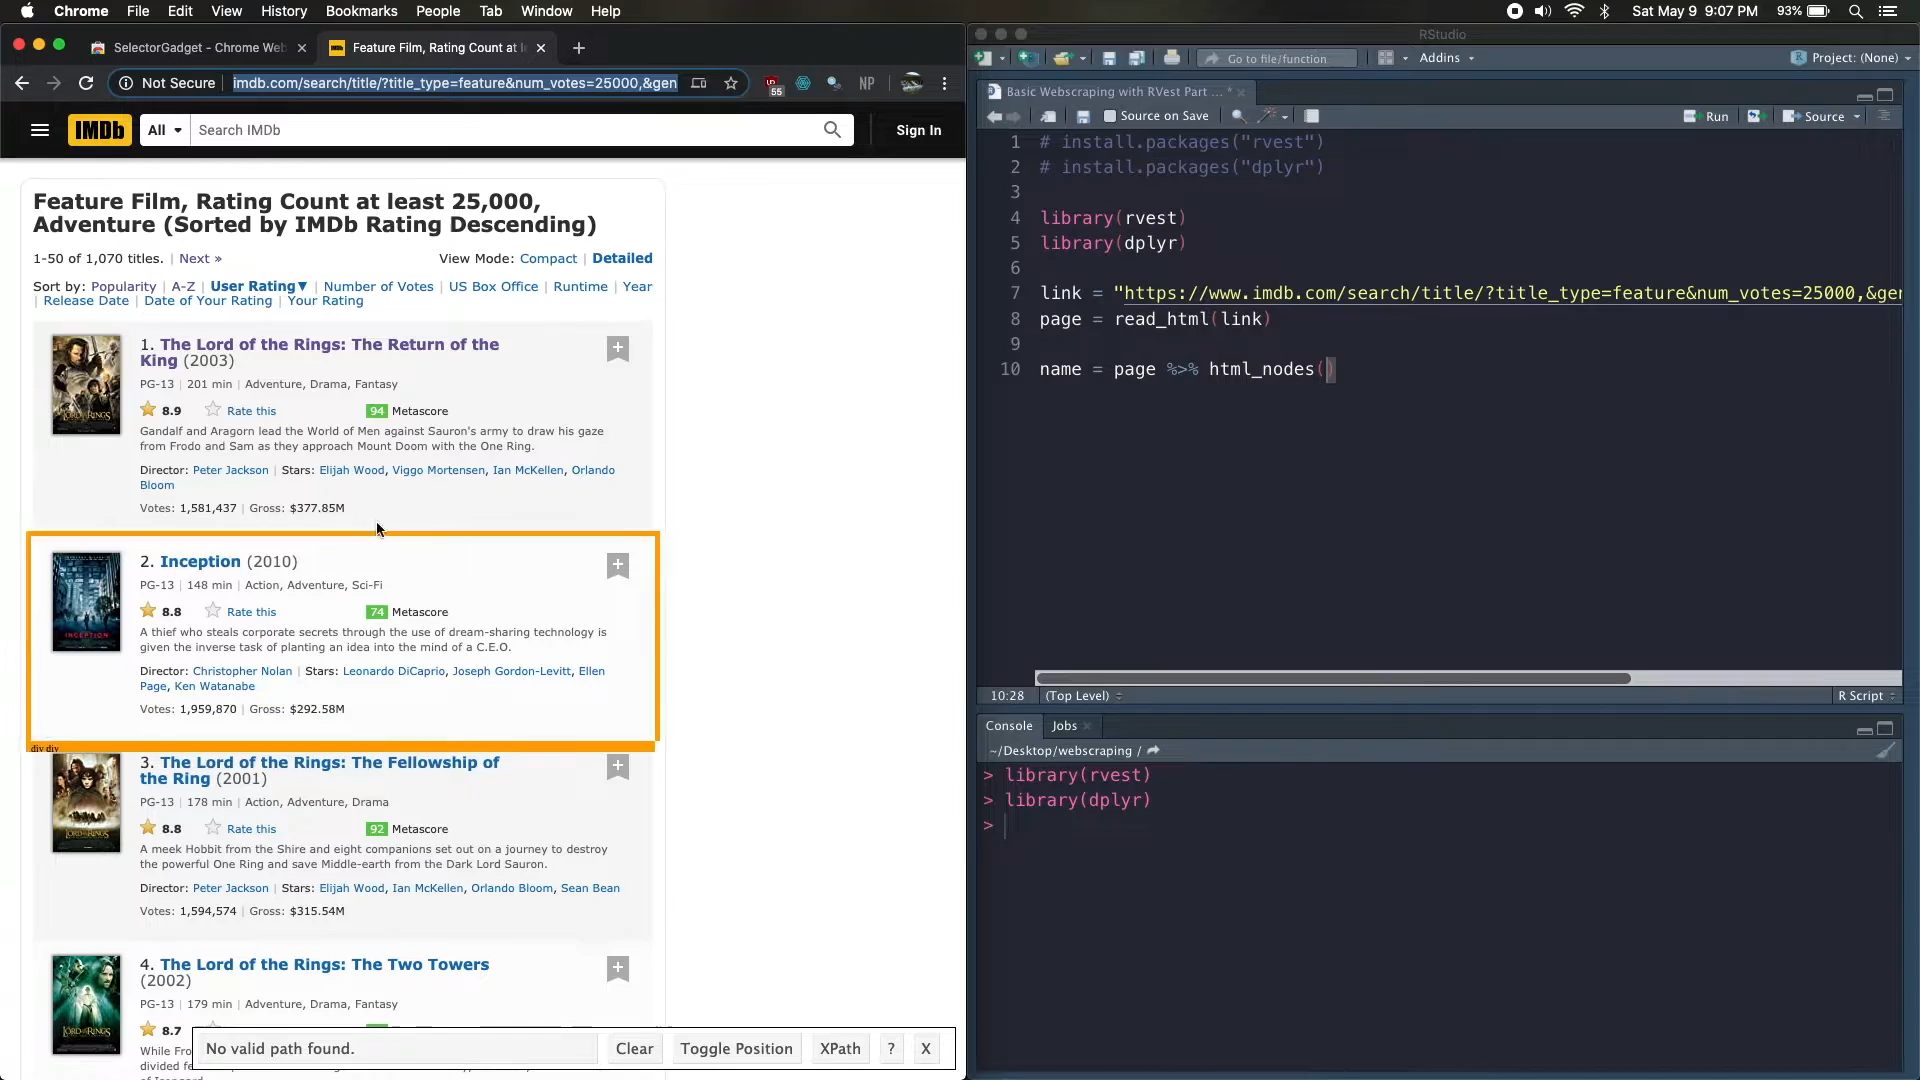 Chrome File Edit View History Bookmarks People Tab Window Help
Sat May 9 9:07 PM 93%
SelectorGadget - Chrome Web
Feature Film, Rating Count at l
Not Secure imdb.com/search/title/?title_type=feature&num_votes=25000,&gen
55
NP
IMDb All Search IMDb Sign In
Feature Film, Rating Count at least 25,000,
Adventure (Sorted by IMDb Rating Descending)
1-50 of 1,070 titles. | Next » View Mode: Compact | Detailed
Sort by: Popularity | A-Z | User Rating▼ | Number of Votes | US Box Office | Runtime | Year
| Release Date | Date of Your Rating | Your Rating
1. The Lord of the Rings: The Return of the
King (2003)
PG-13 | 201 min | Adventure, Drama, Fantasy
8.9 Rate this 94 Metascore
Gandalf and Aragorn lead the World of Men against Sauron's army to draw his gaze
from Frodo and Sam as they approach Mount Doom with the One Ring.
Director: Peter Jackson | Stars: Elijah Wood, Viggo Mortensen, Ian McKellen, Orlando
Bloom
Votes: 1,581,437 | Gross: $377.85M
2. Inception (2010)
PG-13 | 148 min | Action, Adventure, Sci-Fi
8.8 Rate this 74 Metascore
A thief who steals corporate secrets through the use of dream-sharing technology is
given the inverse task of planting an idea into the mind of a C.E.O.
Director: Christopher Nolan | Stars: Leonardo DiCaprio, Joseph Gordon-Levitt, Ellen
Page, Ken Watanabe
Votes: 1,959,870 | Gross: $292.58M
div div
3. The Lord of the Rings: The Fellowship of
the Ring (2001)
PG-13 | 178 min | Action, Adventure, Drama
8.8 Rate this 92 Metascore
A meek Hobbit from the Shire and eight companions set out on a journey to destroy
the powerful One Ring and save Middle-earth from the Dark Lord Sauron.
Director: Peter Jackson | Stars: Elijah Wood, Ian McKellen, Orlando Bloom, Sean Bean
Votes: 1,594,574 | Gross: $315.54M
4. The Lord of the Rings: The Two Towers
(2002)
PG-13 | 179 min | Adventure, Drama, Fantasy
8.7
While Fro
divided fe
No valid path found. Clear Toggle Position XPath ? X
RStudio
Go to file/function Addins Project: (None)
Basic Webscraping with RVest Part ... *
Source on Save Run Source
1 # install.packages("rvest")
2 # install.packages("dplyr")
3
4 library(rvest)
5 library(dplyr)
6
7 link = "https://www.imdb.com/search/title/?title_type=feature&num_votes=25000,&gen
8 page = read_html(link)
9
10 name = page %>% html_nodes()
10:28 (Top Level) R Script
Console Jobs
~/Desktop/webscraping/
> library(rvest)
> library(dplyr)
>